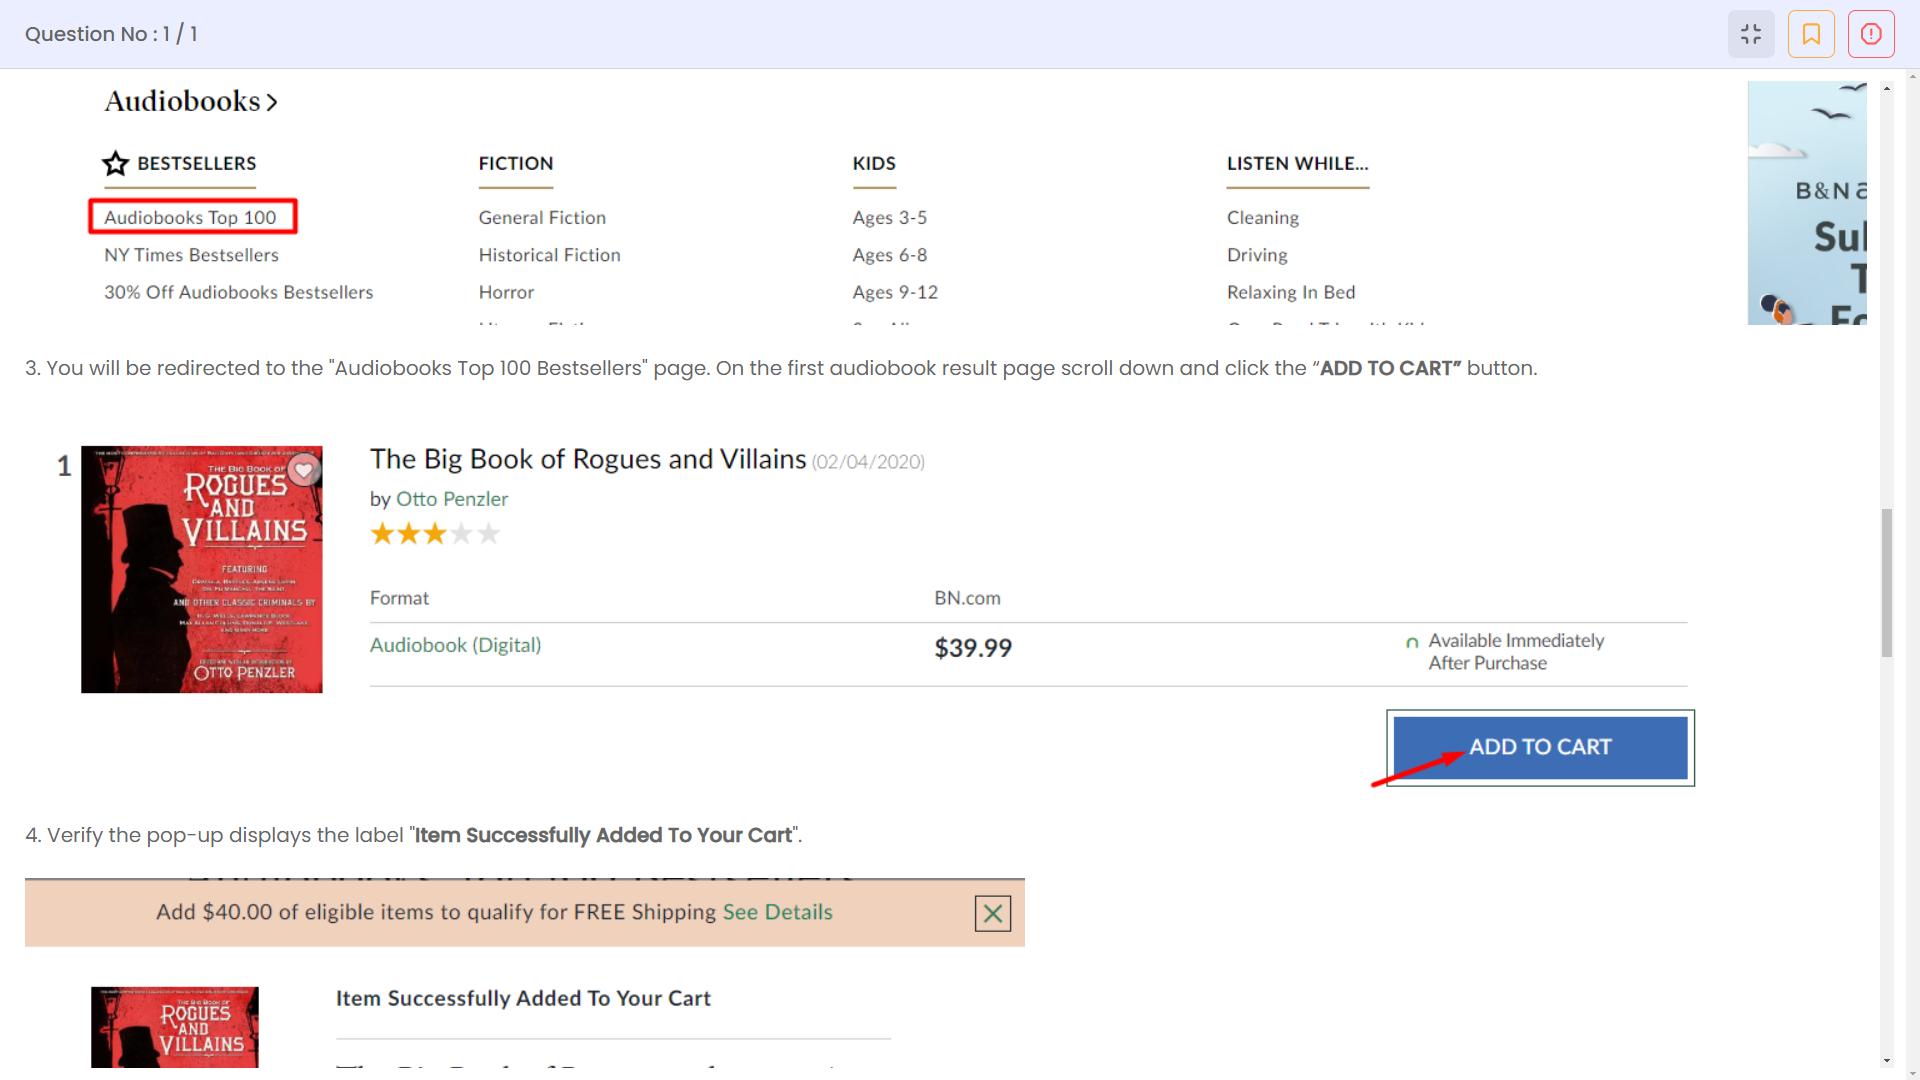 Question No : 1 / 1
Audiobooks >
BESTSELLERS
FICTION
KIDS
LISTEN WHILE...
Audiobooks Top 100
General Fiction
Ages 3-5
Cleaning
NY Times Bestsellers
Historical Fiction
Ages 6-8
Driving
30% Off Audiobooks Bestsellers
Horror
Ages 9-12
Relaxing In Bed
B&N
3. You will be redirected to the "Audiobooks Top 100 Bestsellers" page. On the first audiobook result page scroll down and click the “ADD TO CART” button.
1
THE BIG BOOK OF
ROGUES
AND
VILLAINS
FEATURING
AND OTHER CLASSIC CRIMINALS BY
OTTO PENZLER
The Big Book of Rogues and Villains (02/04/2020)
by Otto Penzler
Format
BN.com
Audiobook (Digital)
$39.99
Available Immediately
After Purchase
ADD TO CART
4. Verify the pop-up displays the label "Item Successfully Added To Your Cart".
Add $40.00 of eligible items to qualify for FREE Shipping See Details
THE BIG BOOK OF
ROGUES
AND
VILLAINS
Item Successfully Added To Your Cart